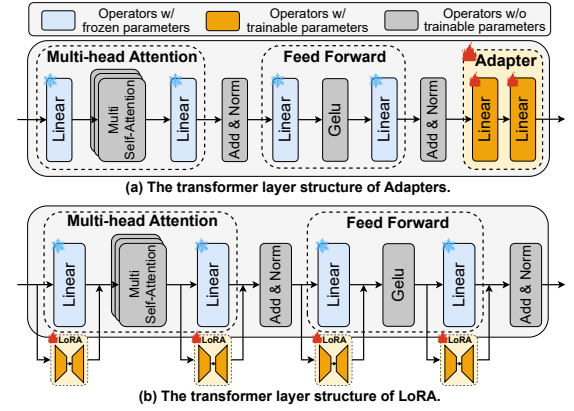 Operators w/
frozen parameters
Operators w/
trainable parameters
Operators w/o
trainable parameters
Multi-head Attention
Feed Forward
Adapter
Linear
Multi
Self-Attention
Linear
Add & Norm
Linear
Gelu
Linear
Add & Norm
Linear
Linear
(a) The transformer layer structure of Adapters.
Multi-head Attention
Feed Forward
Linear
Multi
Self-Attention
Linear
Add & Norm
Linear
Gelu
Linear
Add & Norm
LoRA
LoRA
LoRA
LoRA
(b) The transformer layer structure of LoRA.